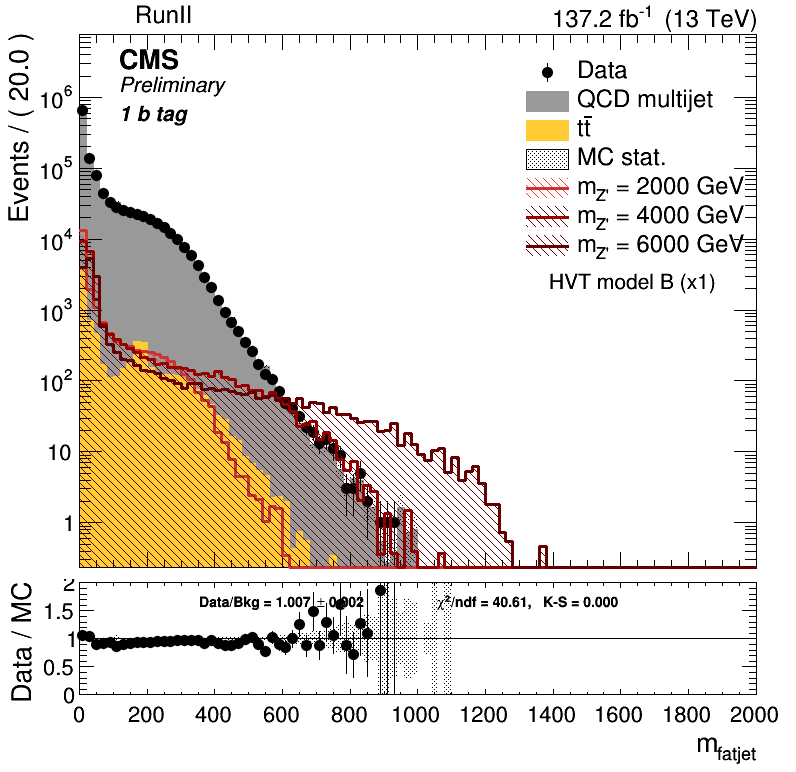 RunII
137.2 fb⁻¹ (13 TeV)
CMS
Preliminary
1 b tag
Data
QCD multijet
tt̄
MC stat.
m_Z' = 2000 GeV
m_Z' = 4000 GeV
m_Z' = 6000 GeV
HVT model B (x1)
Events / ( 20.0 )
10⁶
10⁵
10⁴
10³
10²
10
1
Data/Bkg = 1.007 ± 0.002
χ²/ndf = 40.61, K-S = 0.000
Data / MC
2
1.5
1
0.5
0
0 200 400 600 800 1000 1200 1400 1600 1800 2000
m_fatjet